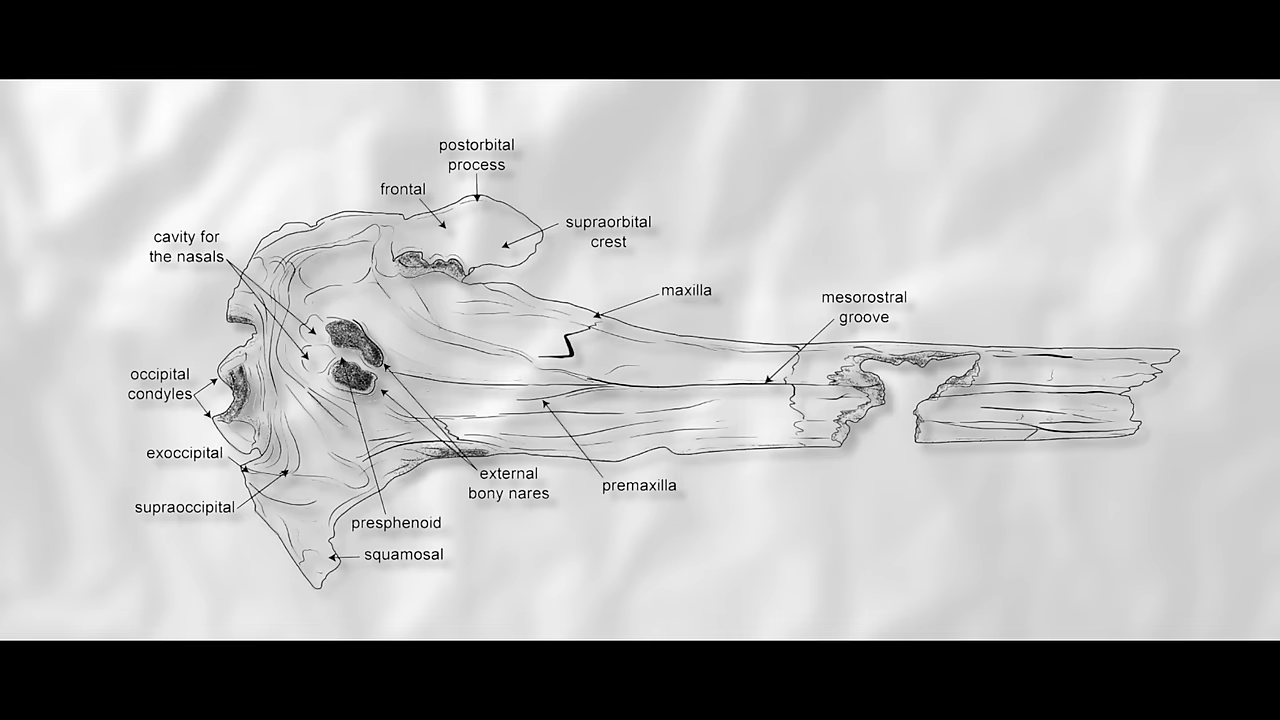 postorbital
process
frontal
supraorbital
crest
cavity for
the nasals
maxilla
mesorostral
groove
occipital
condyles
exoccipital
external
bony nares
premaxilla
supraoccipital
presphenoid
squamosal